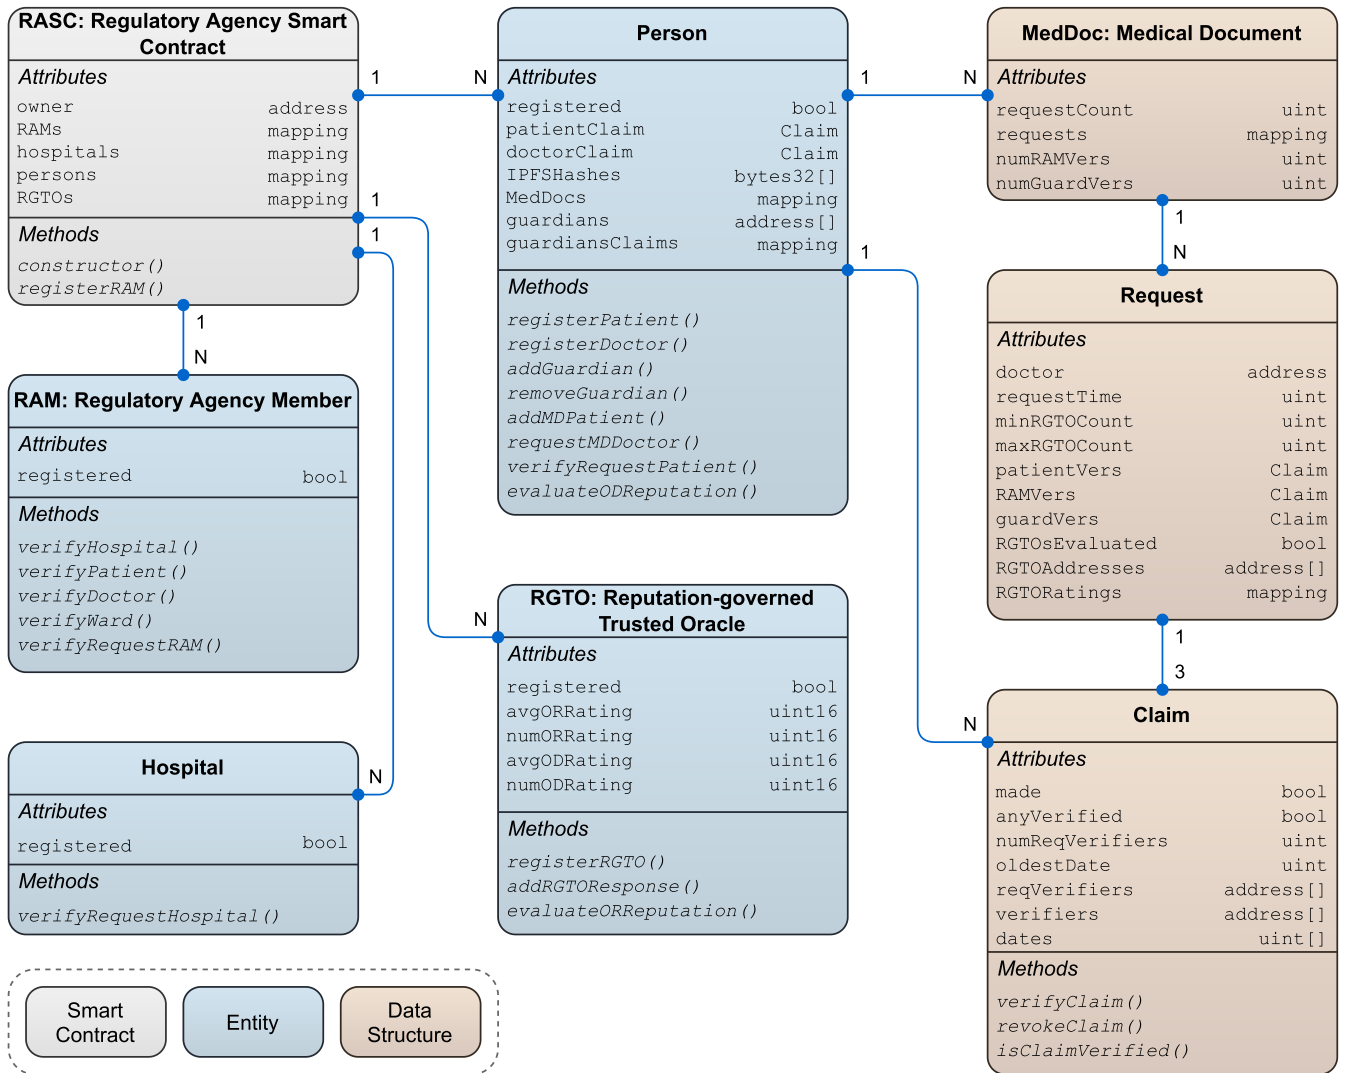 RASC: Regulatory Agency Smart
Contract
Attributes
owner address
RAMs mapping
hospitals mapping
persons mapping
RGTOs mapping
Methods
constructor()
registerRAM()
1 N
1
1
1
N
RAM: Regulatory Agency Member
Attributes
registered bool
Methods
verifyHospital()
verifyPatient()
verifyDoctor()
verifyWard()
verifyRequestRAM()
Hospital
N
Attributes
registered bool
Methods
verifyRequestHospital()
Person
Attributes
registered bool
patientClaim Claim
doctorClaim Claim
IPFSHashes bytes32[]
MedDocs mapping
guardians address[]
guardiansClaims mapping
Methods
registerPatient()
registerDoctor()
addGuardian()
removeGuardian()
addMDPatient()
requestMDDoctor()
verifyRequestPatient()
evaluateODReputation()
1 N
1
N
N
RGTO: Reputation-governed
Trusted Oracle
Attributes
registered bool
avgORRating uint16
numORRating uint16
avgODRating uint16
numODRating uint16
Methods
registerRGTO()
addRGTOResponse()
evaluateORReputation()
MedDoc: Medical Document
Attributes
requestCount uint
requests mapping
numRAMVers uint
numGuardVers uint
1
N
Request
Attributes
doctor address
requestTime uint
minRGTOCount uint
maxRGTOCount uint
patientVers Claim
RAMVers Claim
guardVers Claim
RGTOsEvaluated bool
RGTOAddresses address[]
RGTORatings mapping
1
3
Claim
Attributes
made bool
anyVerified bool
numReqVerifiers uint
oldestDate uint
reqVerifiers address[]
verifiers address[]
dates uint[]
Methods
verifyClaim()
revokeClaim()
isClaimVerified()
Smart
Contract
Entity
Data
Structure